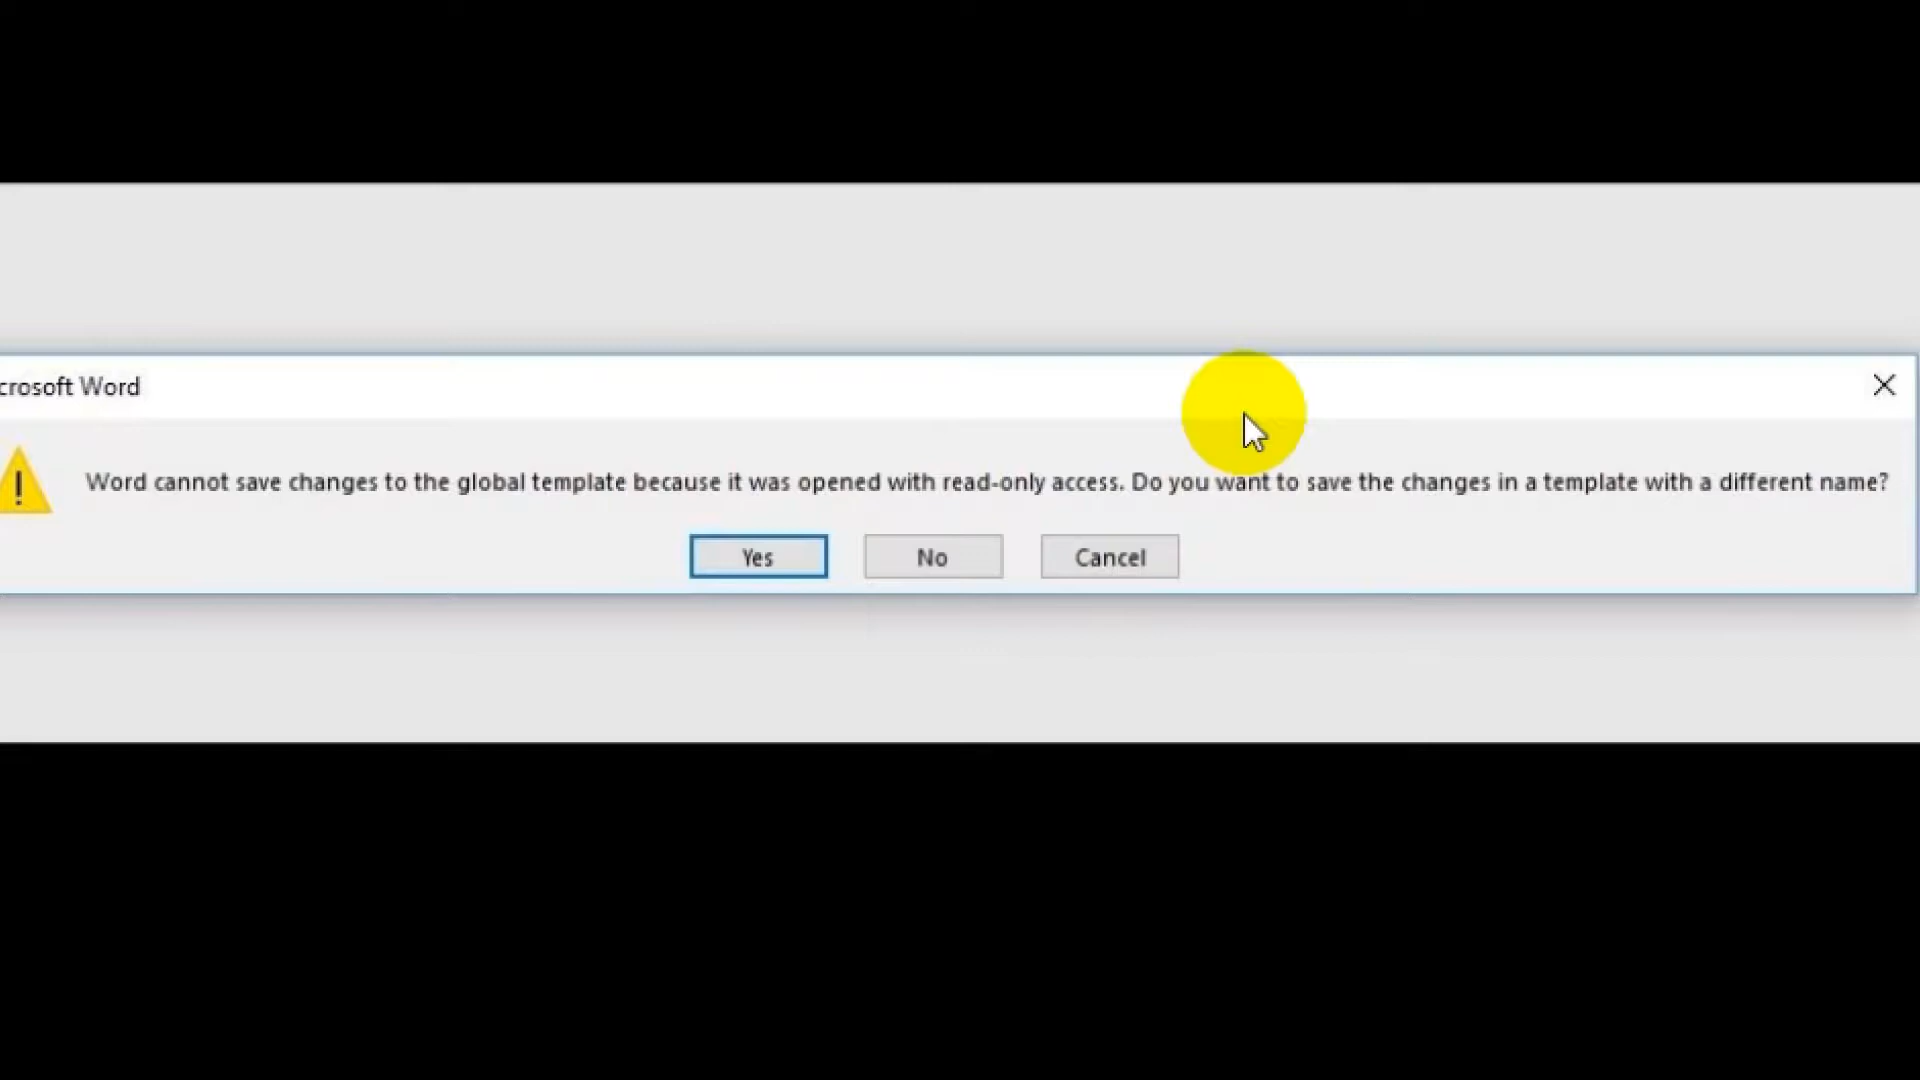 crosoft Word
Word cannot save changes to the global template because it was opened with read-only access. Do you want to save the changes in a template with a different name?
Yes
No
Cancel